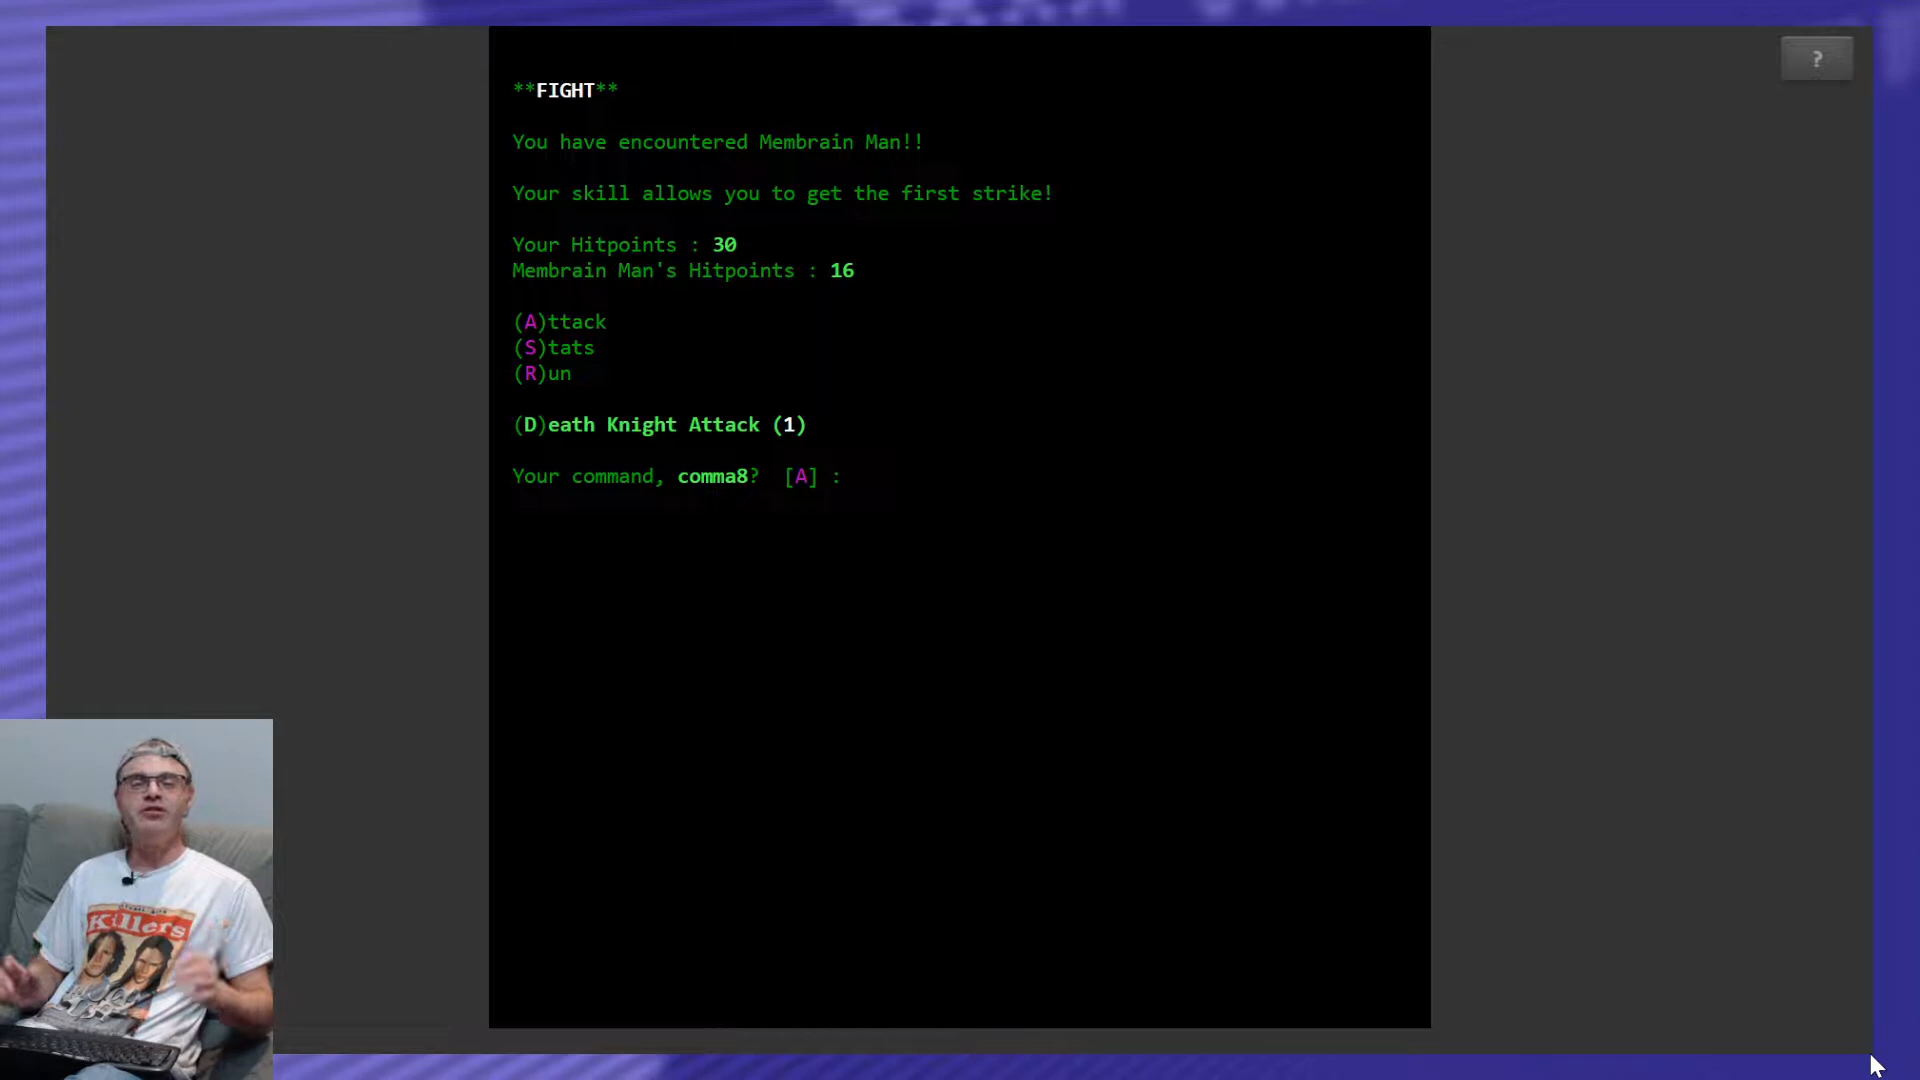 **FIGHT**
You have encountered Membrain Man!!
Your skill allows you to get the first strike!
Your Hitpoints : 30
Membrain Man's Hitpoints : 16
(A)ttack
(S)tats
(R)un
(D)eath Knight Attack (1)
Your command, comma8?  [A] :
?
Killers